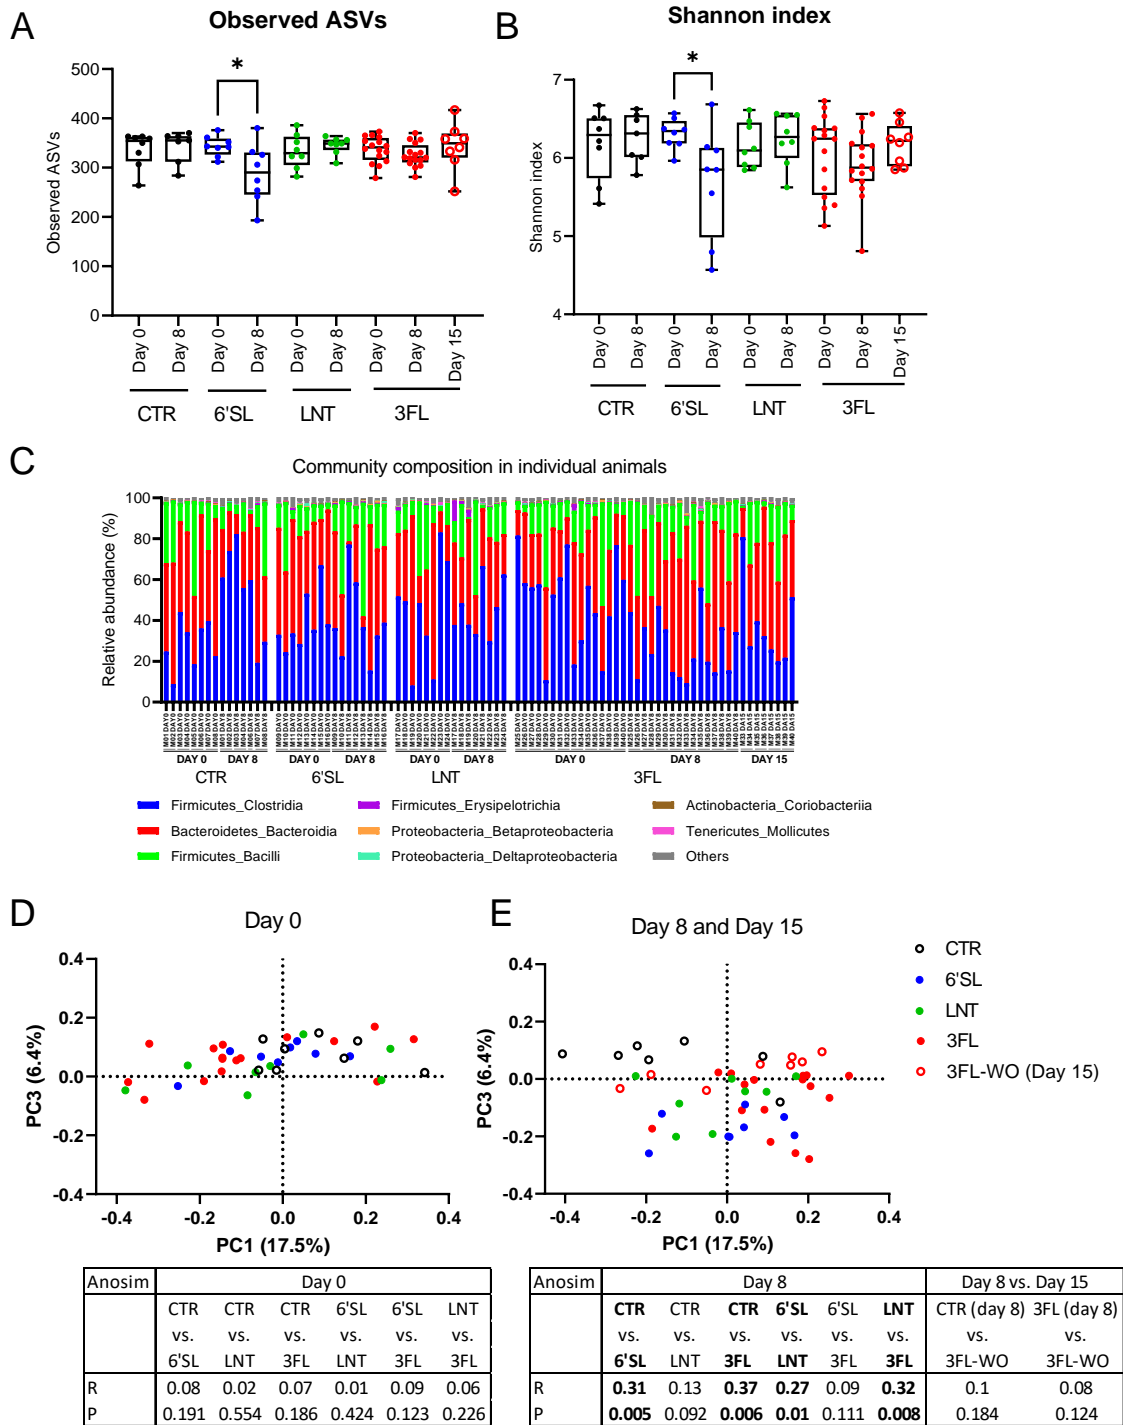 A
Observed ASVs
Observed ASVs
500
400
300
200
100
0
*
Day 0
Day 8
Day 0
Day 8
Day 0
Day 8
Day 0
Day 8
Day 15
CTR
6'SL
LNT
3FL
B
Shannon index
Shannon index
7
6
5
4
*
Day 0
Day 8
Day 0
Day 8
Day 0
Day 8
Day 0
Day 8
Day 15
CTR
6'SL
LNT
3FL
C
Community composition in individual animals
Relative abundance (%)
100
80
60
40
20
0
DAY 0 DAY 8 DAY 0 DAY 8 DAY 0 DAY 8 DAY 0 DAY 8 DAY 15
CTR 6'SL LNT 3FL
Firmicutes_Clostridia Firmicutes_Erysipelotrichia Actinobacteria_Coriobacteriia
Bacteroidetes_Bacteroidia Proteobacteria_Betaproteobacteria Tenericutes_Mollicutes
Firmicutes_Bacilli Proteobacteria_Deltaproteobacteria Others
D
Day 0
PC3 (6.4%)
0.4
0.2
0.0
-0.2
-0.4
-0.4 -0.2 0.0 0.2 0.4
PC1 (17.5%)
E
Day 8 and Day 15
PC3 (6.4%)
0.4
0.2
0.0
-0.2
-0.4
-0.4 -0.2 0.0 0.2 0.4
PC1 (17.5%)
CTR
6'SL
LNT
3FL
3FL-WO (Day 15)
Anosim Day 0
CTR CTR CTR 6'SL 6'SL LNT
vs. vs. vs. vs. vs. vs.
6'SL LNT 3FL LNT 3FL 3FL
R 0.08 0.02 0.07 0.01 0.09 0.06
P 0.191 0.554 0.186 0.424 0.123 0.226
Anosim Day 8 Day 8 vs. Day 15
CTR CTR CTR 6'SL 6'SL LNT CTR (day 8) 3FL (day 8)
vs. vs. vs. vs. vs. vs. vs. vs.
6'SL LNT 3FL LNT 3FL 3FL 3FL-WO 3FL-WO
R 0.31 0.13 0.37 0.27 0.09 0.32 0.1 0.08
P 0.005 0.092 0.006 0.01 0.111 0.008 0.184 0.124